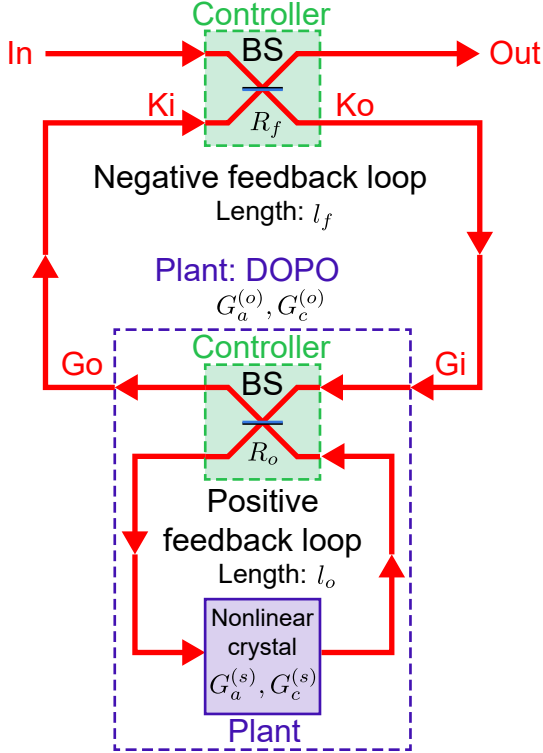 Controller
In
BS
Out
Ki
Ko
R_f
Negative feedback loop
Length: l_f
Plant: DOPO
G_a^{(o)}, G_c^{(o)}
Controller
Go
BS
Gi
R_o
Positive
feedback loop
Length: l_o
Nonlinear
crystal
G_a^{(s)}, G_c^{(s)}
Plant